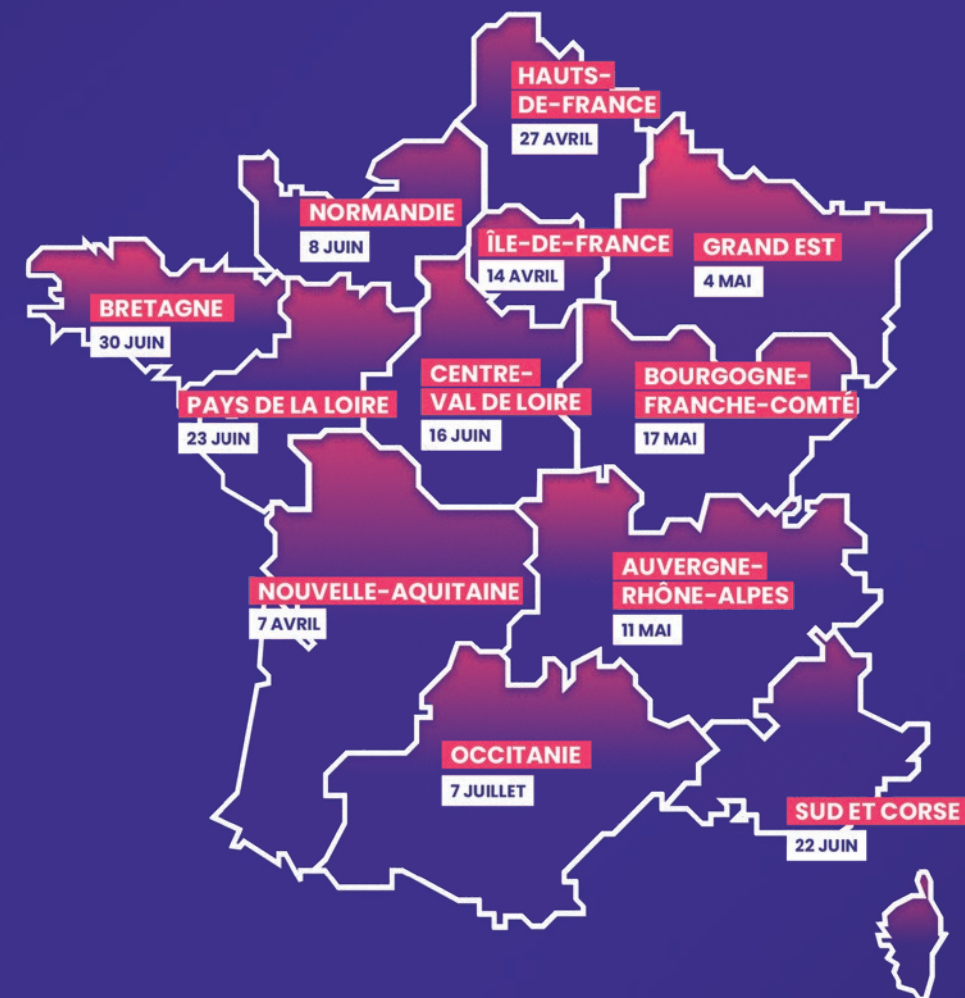 HAUTS-
DE-FRANCE
27 AVRIL
NORMANDIE
8 JUIN
ÎLE-DE-FRANCE
14 AVRIL
GRAND EST
4 MAI
BRETAGNE
30 JUIN
PAYS DE LA LOIRE
23 JUIN
CENTRE-
VAL DE LOIRE
16 JUIN
BOURGOGNE-
FRANCHE-COMTÉ
17 MAI
NOUVELLE-AQUITAINE
7 AVRIL
AUVERGNE-
RHÔNE-ALPES
11 MAI
OCCITANIE
7 JUILLET
SUD ET CORSE
22 JUIN